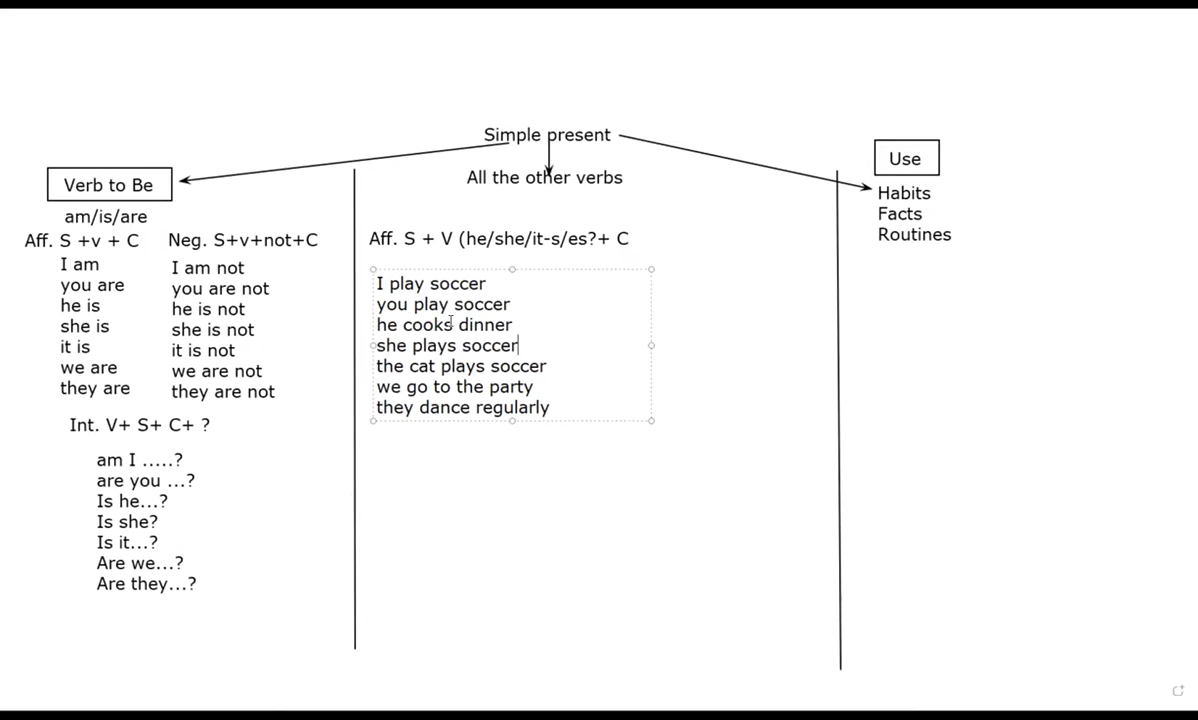 Simple present
Verb to Be
am/is/are
Aff. S +v + C
I am
you are
he is
she is
it is
we are
they are
Neg. S+v+not+C
I am not
you are not
he is not
she is not
it is not
we are not
they are not
Int. V+ S+ C+ ?
am I .....?
are you ...?
Is he...?
Is she?
Is it...?
Are we...?
Are they...?
All the other verbs
Aff. S + V (he/she/it-s/es?+ C
I play soccer
you play soccer
he cooks dinner
she plays soccer
the cat plays soccer
we go to the party
they dance regularly
Use
Habits
Facts
Routines